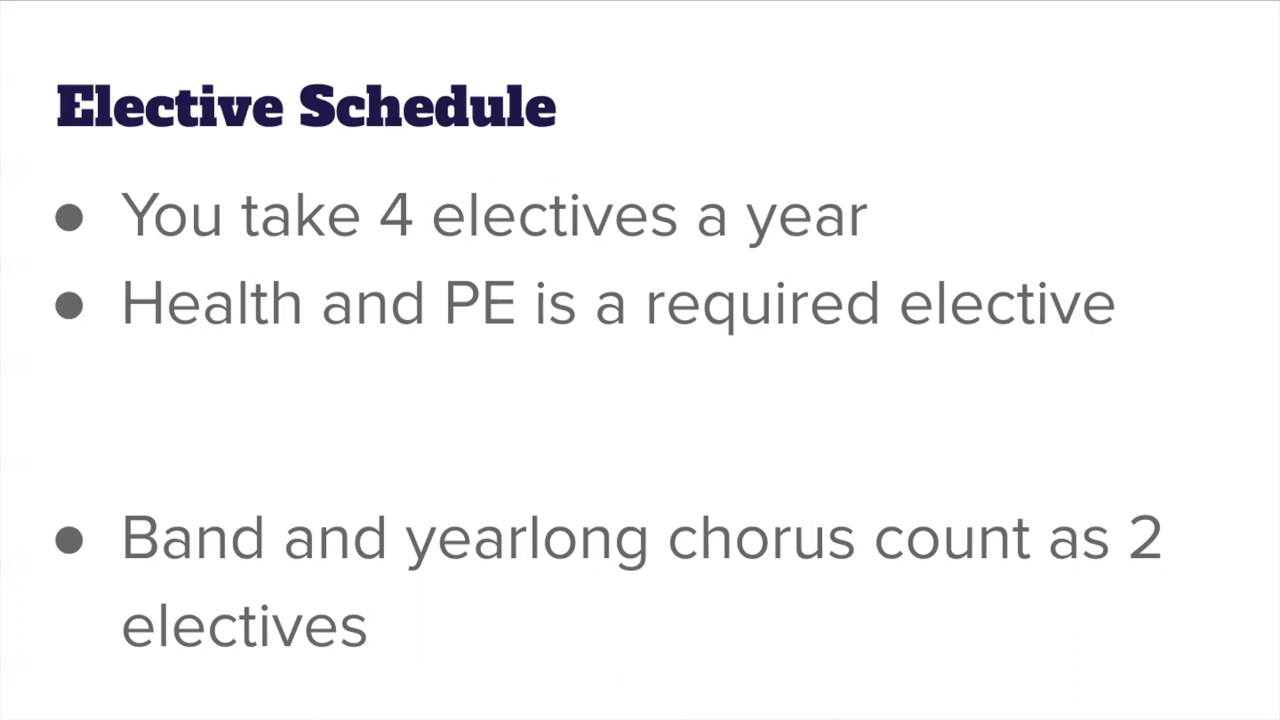 Elective Schedule
● You take 4 electives a year
● Health and PE is a required elective
● Band and yearlong chorus count as 2
electives